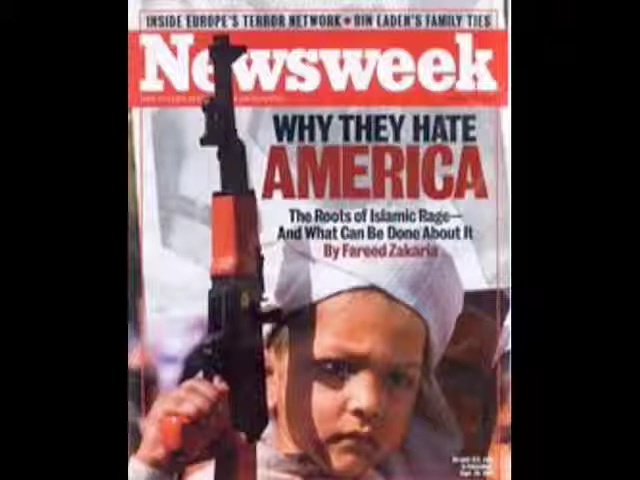 INSIDE EUROPE'S TERROR NETWORK • BIN LADEN'S FAMILY TIES
Newsweek
WHY THEY HATE
AMERICA
The Roots of Islamic Rage—
And What Can Be Done About It
By Fareed Zakaria